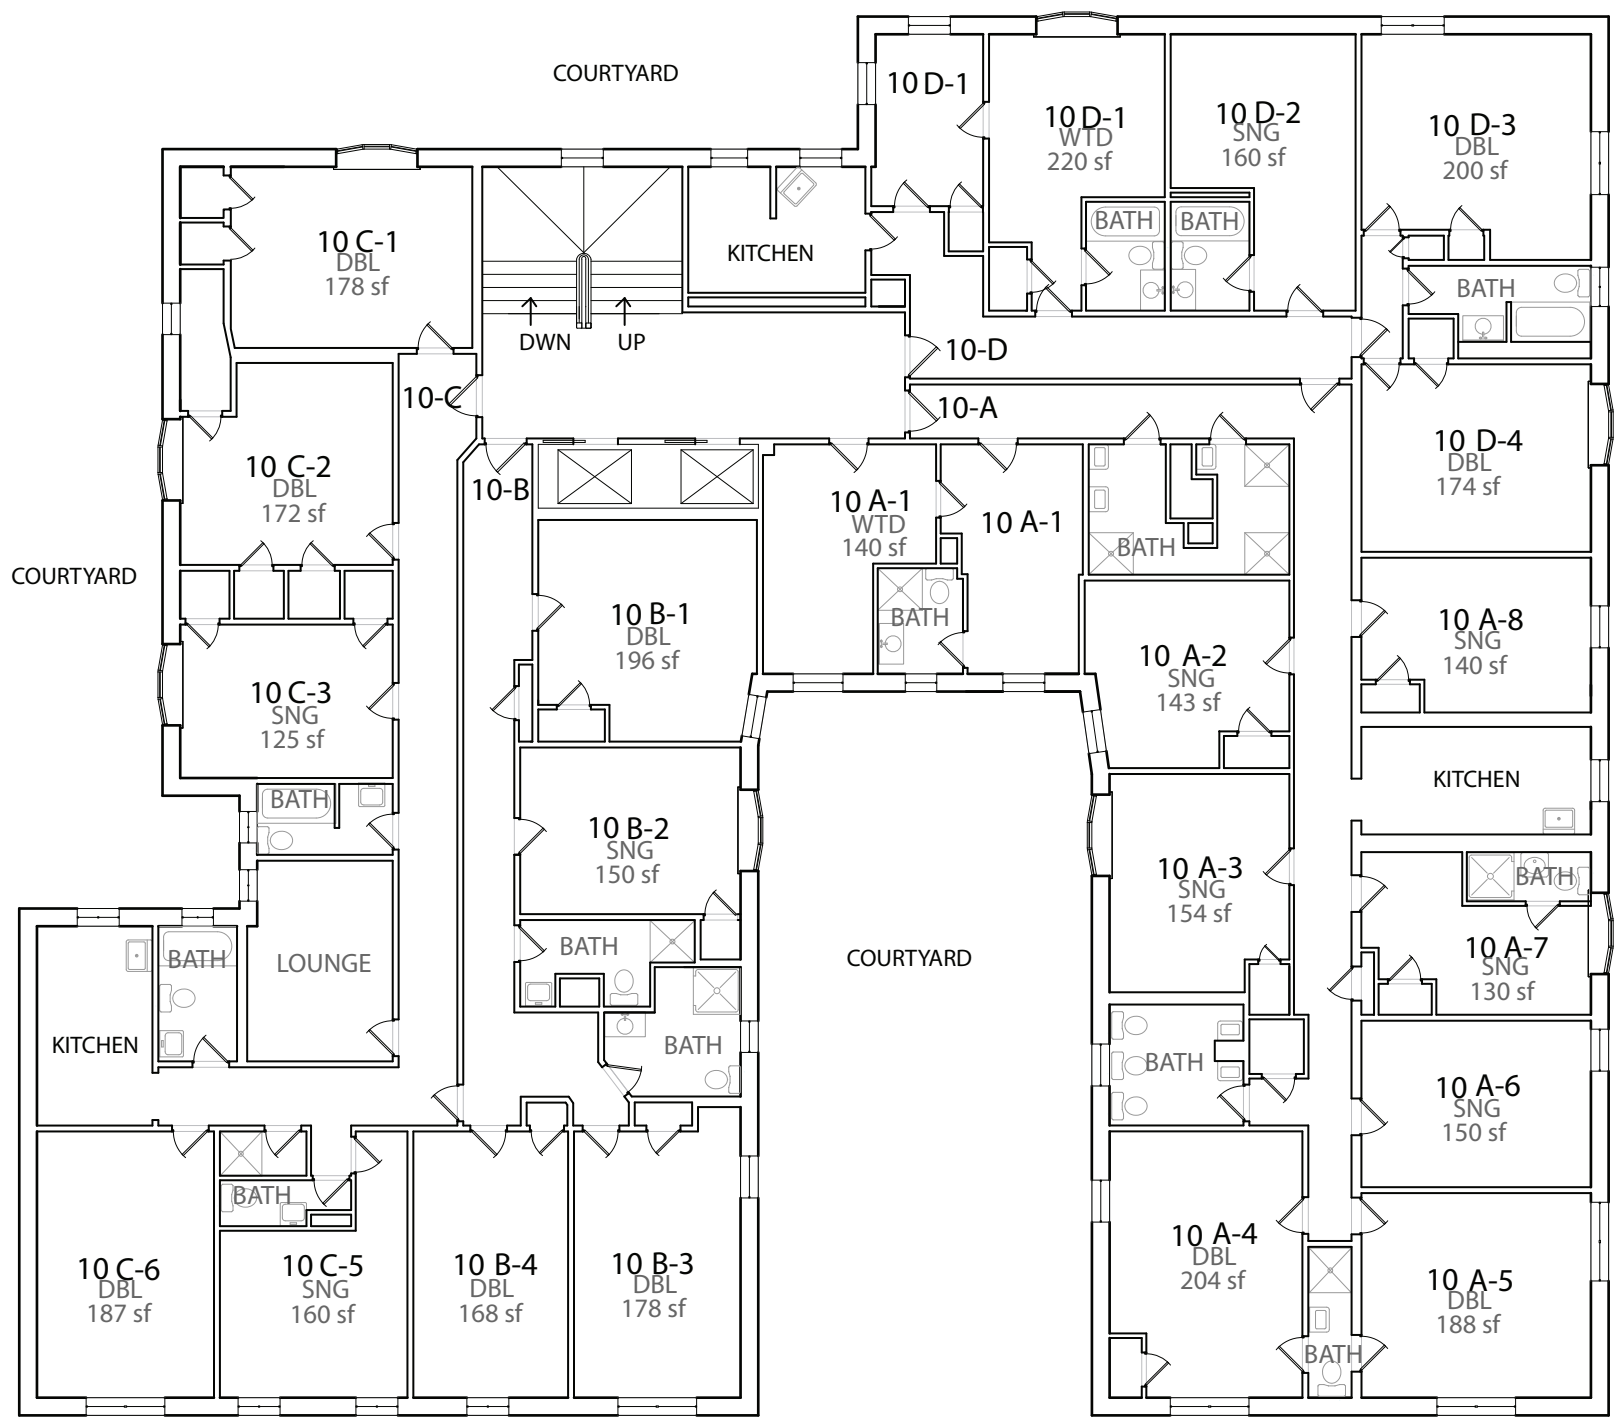 COURTYARD
10 D-1
10 D-1
WTD
220 sf
10 D-2
SNG
160 sf
10 D-3
DBL
200 sf
BATH
BATH
10 C-1
DBL
178 sf
KITCHEN
BATH
DWN
UP
10-D
10-C
10-A
10 D-4
DBL
174 sf
10 C-2
DBL
172 sf
10-B
10 A-1
WTD
140 sf
10 A-1
BATH
COURTYARD
10 B-1
DBL
196 sf
BATH
10 A-2
SNG
143 sf
10 A-8
SNG
140 sf
10 C-3
SNG
125 sf
KITCHEN
BATH
10 B-2
SNG
150 sf
10 A-3
SNG
154 sf
BATH
BATH
LOUNGE
BATH
COURTYARD
10 A-7
SNG
130 sf
KITCHEN
BATH
BATH
10 A-6
SNG
150 sf
BATH
10 C-6
DBL
187 sf
10 C-5
SNG
160 sf
10 B-4
DBL
168 sf
10 B-3
DBL
178 sf
10 A-4
DBL
204 sf
10 A-5
DBL
188 sf
BATH